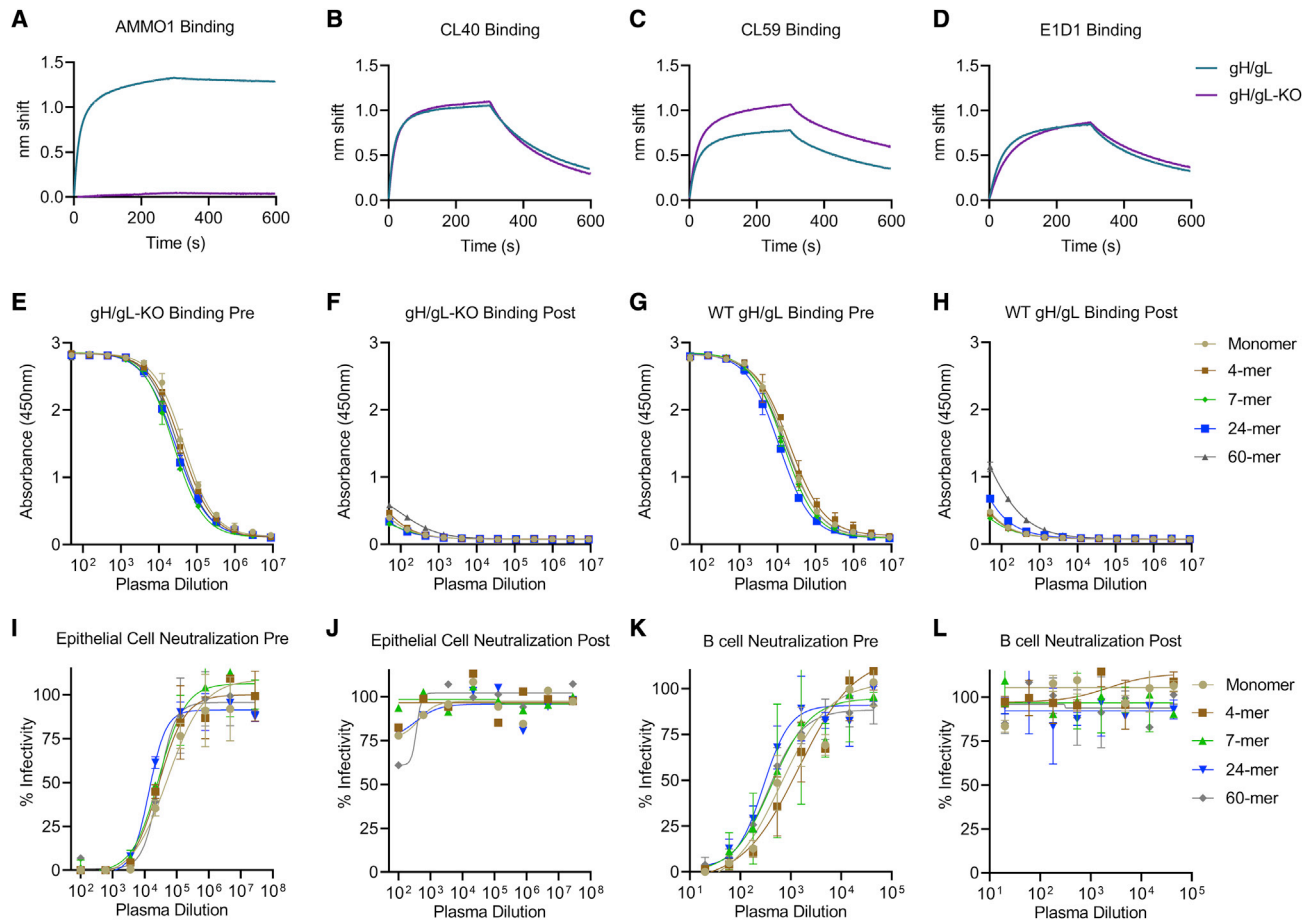 A
AMMO1 Binding
nm shift
1.5
1.0
0.5
0.0
0 200 400 600
Time (s)
B
CL40 Binding
nm shift
1.5
1.0
0.5
0.0
0 200 400 600
Time (s)
C
CL59 Binding
nm shift
1.5
1.0
0.5
0.0
0 200 400 600
Time (s)
D
E1D1 Binding
nm shift
1.5
1.0
0.5
0.0
0 200 400 600
Time (s)
gH/gL
gH/gL-KO
E
gH/gL-KO Binding Pre
Absorbance (450nm)
3
2
1
0
10² 10³ 10⁴ 10⁵ 10⁶ 10⁷
Plasma Dilution
F
gH/gL-KO Binding Post
Absorbance (450nm)
3
2
1
0
10² 10³ 10⁴ 10⁵ 10⁶ 10⁷
Plasma Dilution
G
WT gH/gL Binding Pre
Absorbance (450nm)
3
2
1
0
10² 10³ 10⁴ 10⁵ 10⁶ 10⁷
Plasma Dilution
H
WT gH/gL Binding Post
Absorbance (450nm)
3
2
1
0
10² 10³ 10⁴ 10⁵ 10⁶ 10⁷
Plasma Dilution
Monomer
4-mer
7-mer
24-mer
60-mer
I
Epithelial Cell Neutralization Pre
% Infectivity
100
75
50
25
0
10² 10³ 10⁴ 10⁵ 10⁶ 10⁷ 10⁸
Plasma Dilution
J
Epithelial Cell Neutralization Post
% Infectivity
100
75
50
25
0
10² 10³ 10⁴ 10⁵ 10⁶ 10⁷ 10⁸
Plasma Dilution
K
B cell Neutralization Pre
% Infectivity
100
75
50
25
0
10² 10³ 10⁴ 10⁵
Plasma Dilution
L
B cell Neutralization Post
% Infectivity
100
75
50
25
0
10¹ 10² 10³ 10⁴ 10⁵
Plasma Dilution
Monomer
4-mer
7-mer
24-mer
60-mer